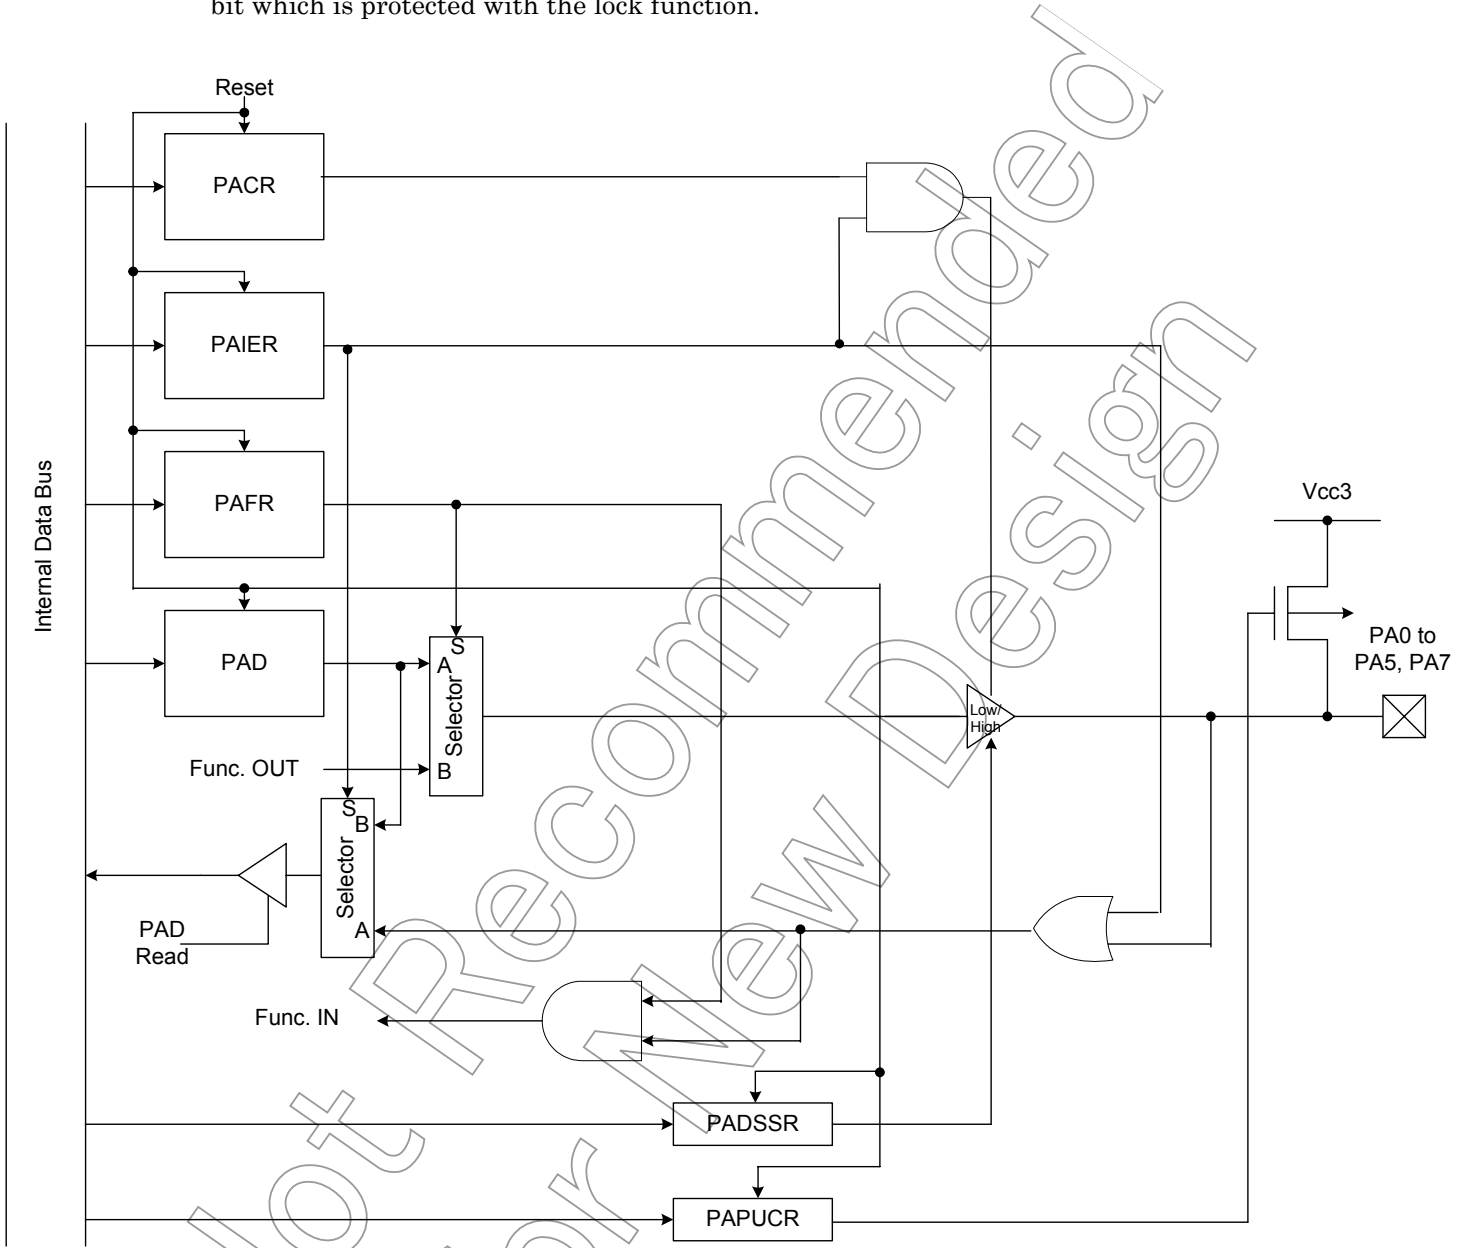 bit which is protected with the lock function.
Reset
PACR
PAIER
PAFR
PAD
Internal Data Bus
Vcc3
PA0 to
PA5, PA7
S
A
Selector
B
Low/
High
Func. OUT
S
B
Selector
A
PAD
Read
Func. IN
PADSSR
PAPUCR
Not Recommended
for New Design